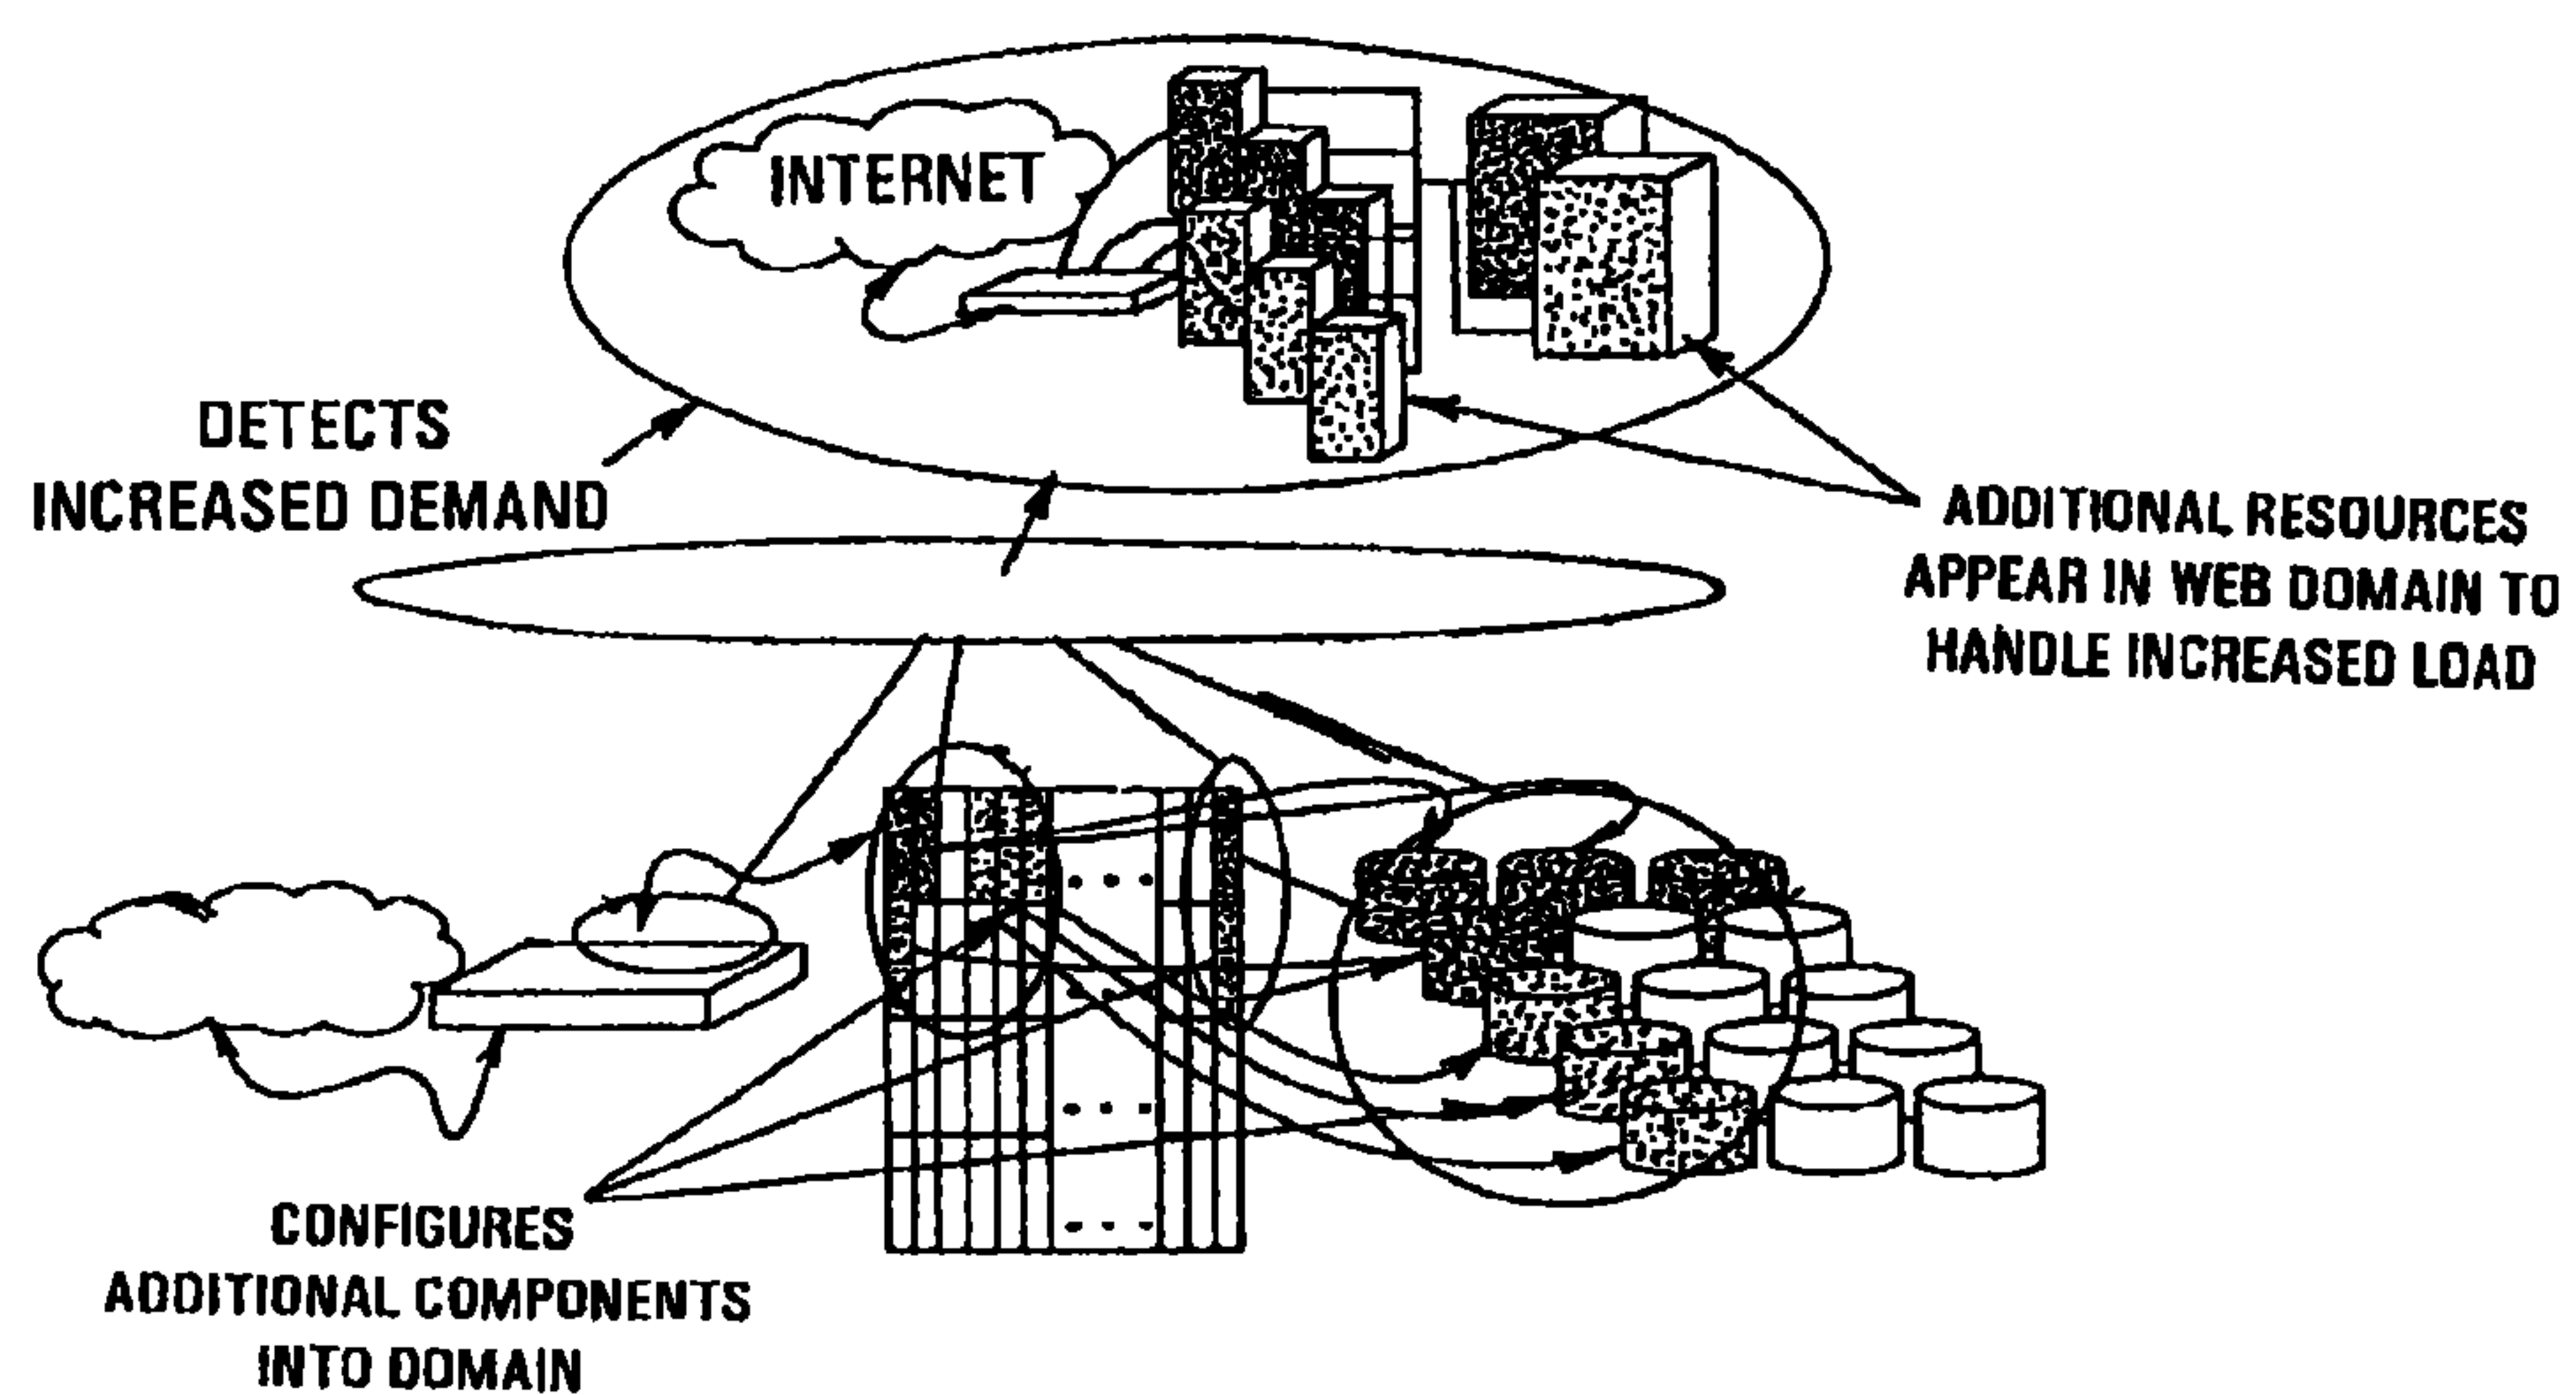 INTERNET
DETECTS
INCREASED DEMAND
ADDITIONAL RESOURCES
APPEAR IN WEB DOMAIN TO
HANDLE INCREASED LOAD
CONFIGURES
ADDITIONAL COMPONENTS
INTO DOMAIN